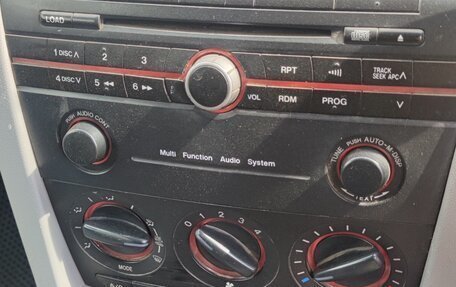 LOAD
1 DISC ∧ 2 3 RPT TRACK
SEEK APC ∧
4 DISC ∨ 5 ◀◀ 6 ▶▶ VOL RDM PROG ∨
PUSH AUDIO CONT
TUNE PUSH AUTO-M·DISP
Multi Function Audio System
MODE
0 1 2 3 4